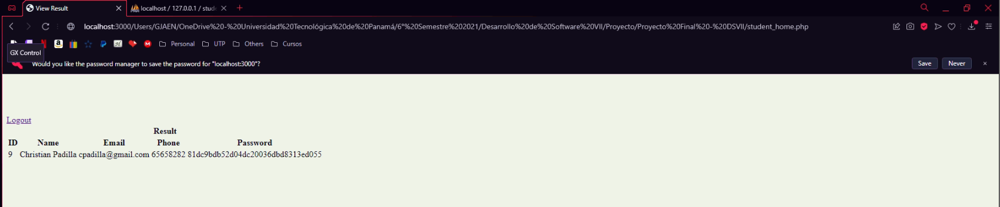 View Result
localhost / 127.0.0.1 / stude
localhost:3000/Users/GJAEN/OneDrive%20-%20Universidad%20Tecnológica%20de%20Panamá/6°%20Semestre%202021/Desarrollo%20de%20Software%20VII/Proyecto/Proyecto%20Final%20-%20DSVII/student_home.php
Personal UTP Others Cursos
GX Control
Would you like the password manager to save the password for "localhost:3000"? Save Never
Logout
Result
ID Name Email Phone Password
9 Christian Padilla cpadilla@gmail.com 65658282 81dc9bdb52d04dc20036dbd8313ed055